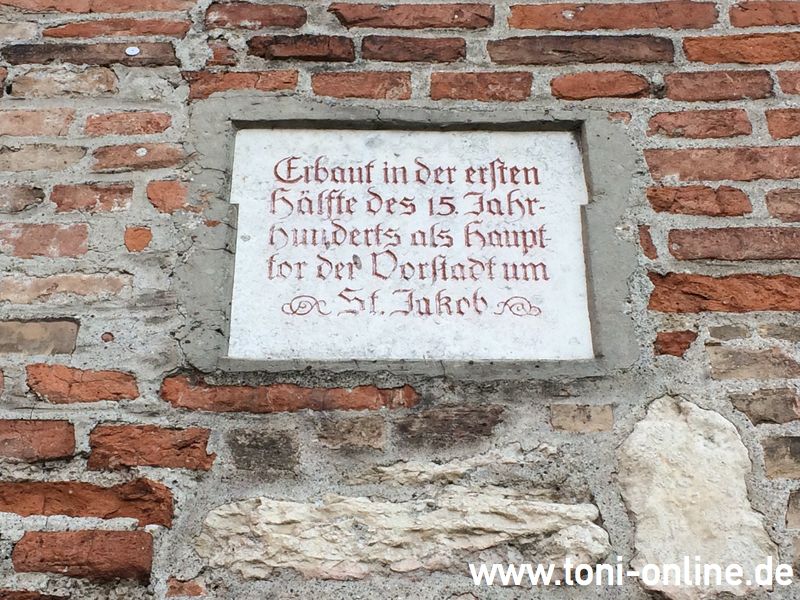 Erbaut in der ersten
Hälfte des 15. Jahr-
hunderts als Haupt-
tor der Vorstadt um
St. Jakob
www.toni-online.de